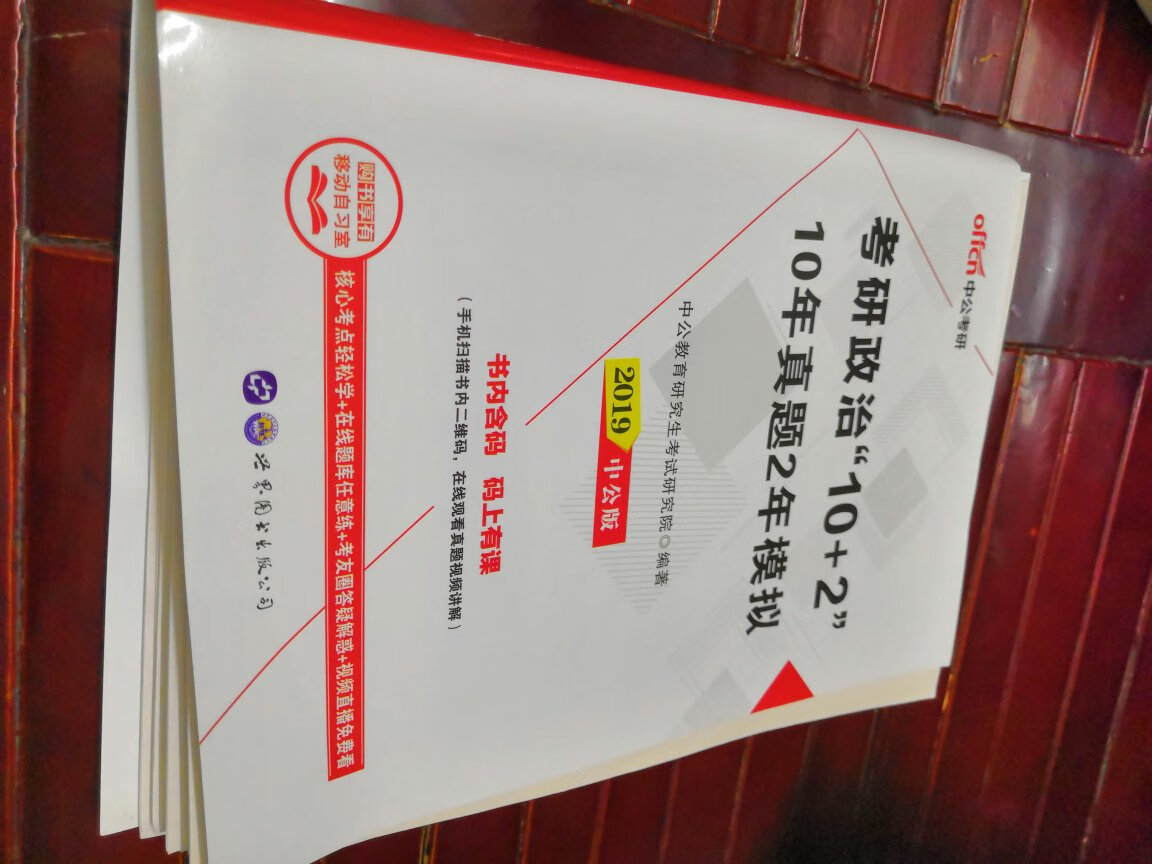 offcn 中公考研
考研政治“10+2”
10年真题2年模拟
中公教育研究生考试研究院◎编著
2019 中公版
书内含码 码上有课
(手机扫描书内二维码，在线观看真题视频讲解)
购书享有
移动自习室
核心考点轻松学+在线题库任意练+考友圈答疑解惑+视频直播免费看
世界图书出版公司